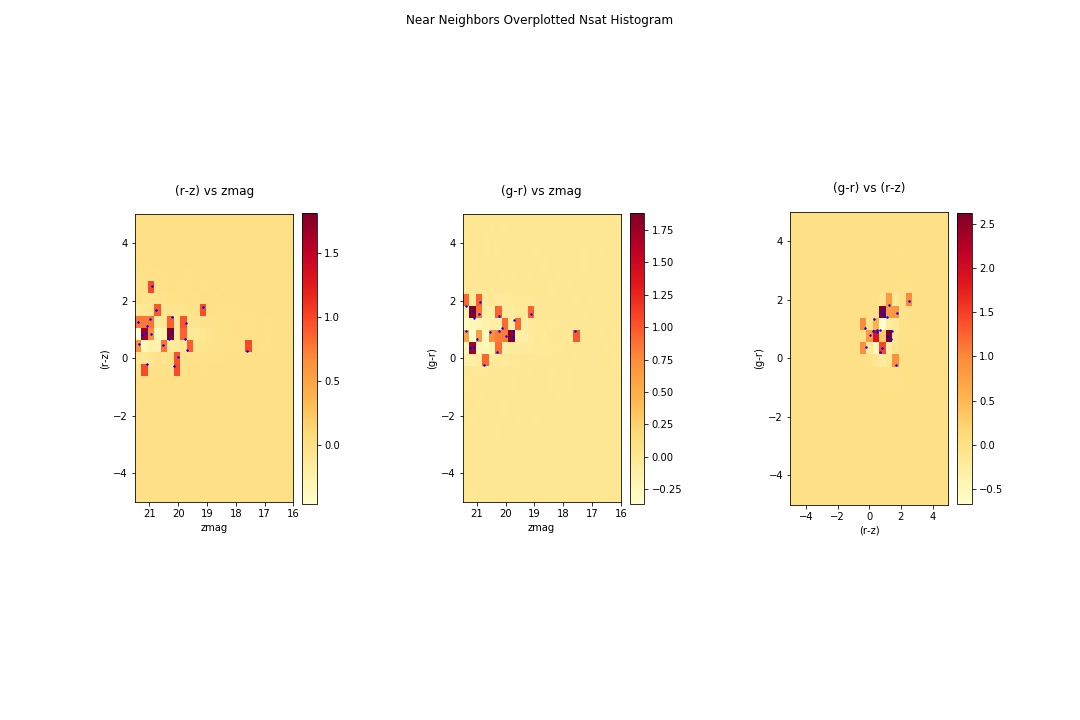 Near Neighbors Overplotted Nsat Histogram
(r-z) vs zmag
(g-r) vs zmag
(g-r) vs (r-z)
4
2
0
−2
−4
(r-z)
21 20 19 18 17 16
zmag
1.5
1.0
0.5
0.0
4
2
0
−2
−4
(g-r)
21 20 19 18 17 16
zmag
1.75
1.50
1.25
1.00
0.75
0.50
0.25
0.00
−0.25
4
2
0
−2
−4
(g-r)
−4 −2 0 2 4
(r-z)
2.5
2.0
1.5
1.0
0.5
0.0
−0.5